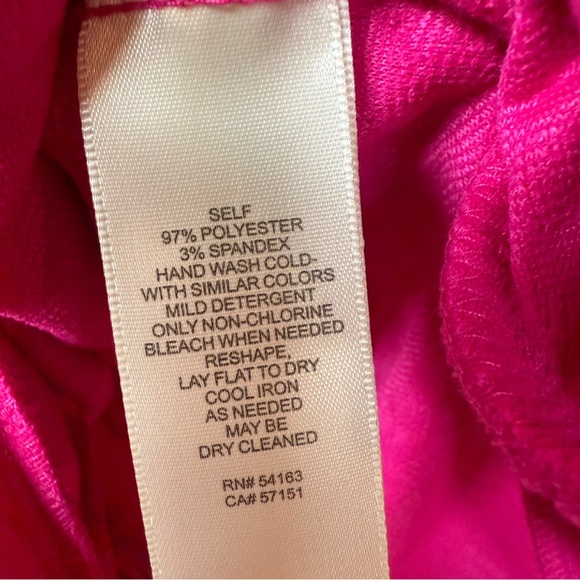 SELF
97% POLYESTER
3% SPANDEX
HAND WASH COLD-
WITH SIMILAR COLORS
MILD DETERGENT
ONLY NON-CHLORINE
BLEACH WHEN NEEDED
RESHAPE,
LAY FLAT TO DRY
COOL IRON
AS NEEDED
MAY BE
DRY CLEANED
RN# 54163
CA# 57151